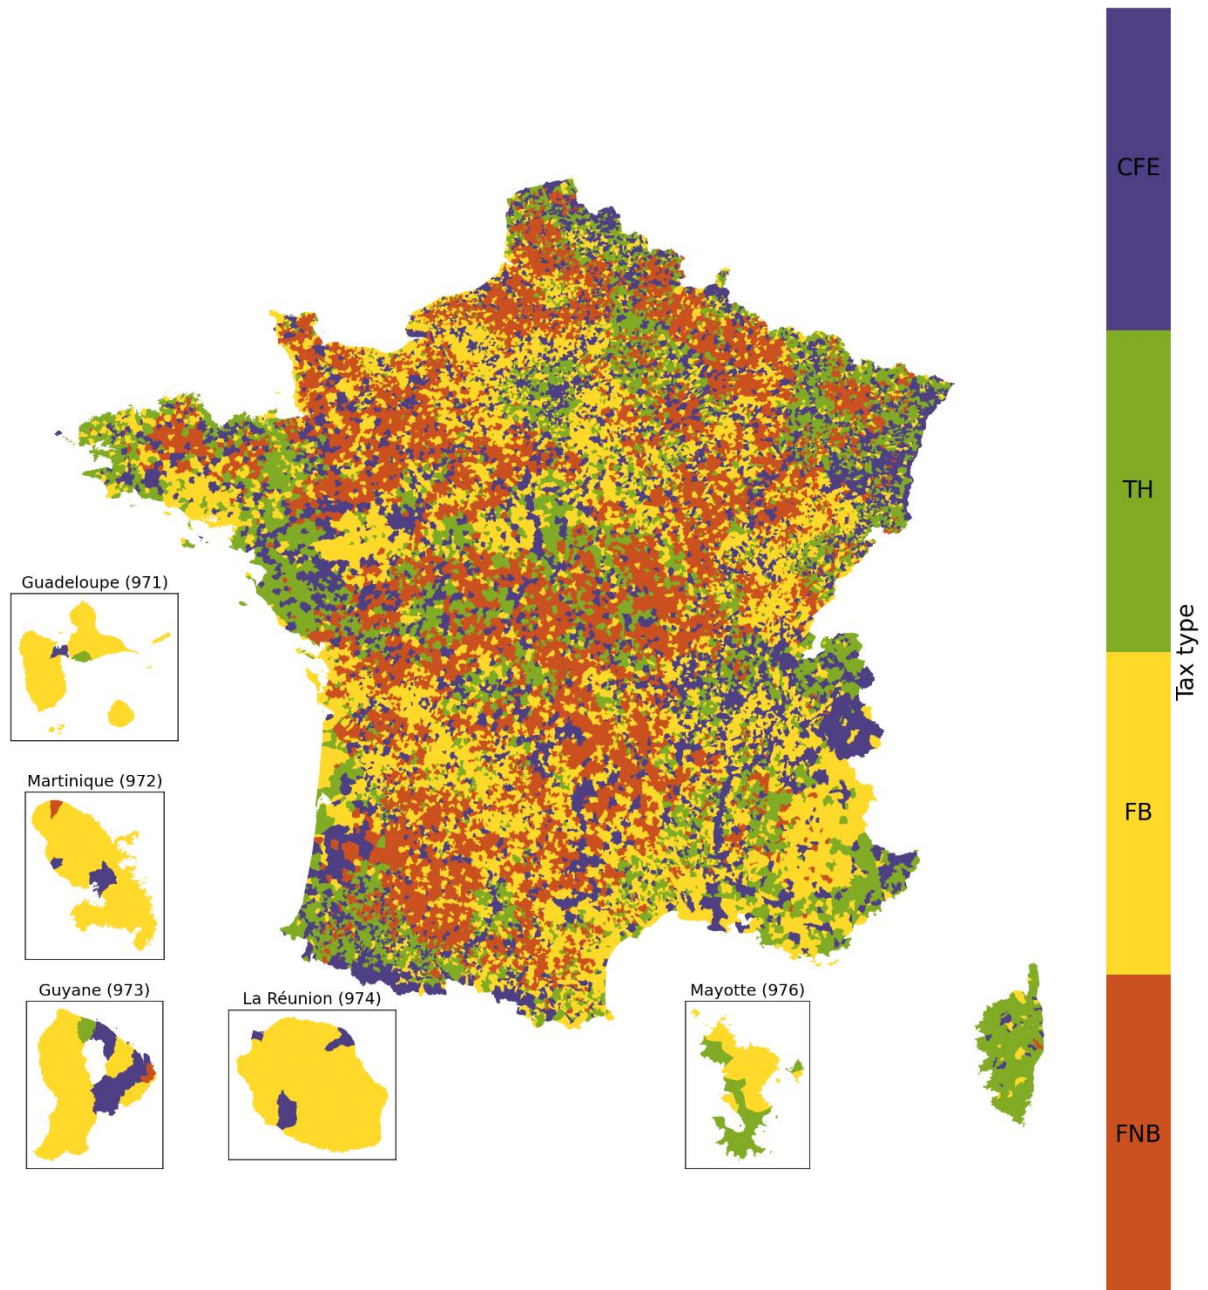 CFE
TH
Guadeloupe (971)
Tax type
Martinique (972)
FB
Guyane (973)
La Réunion (974)
Mayotte (976)
FNB